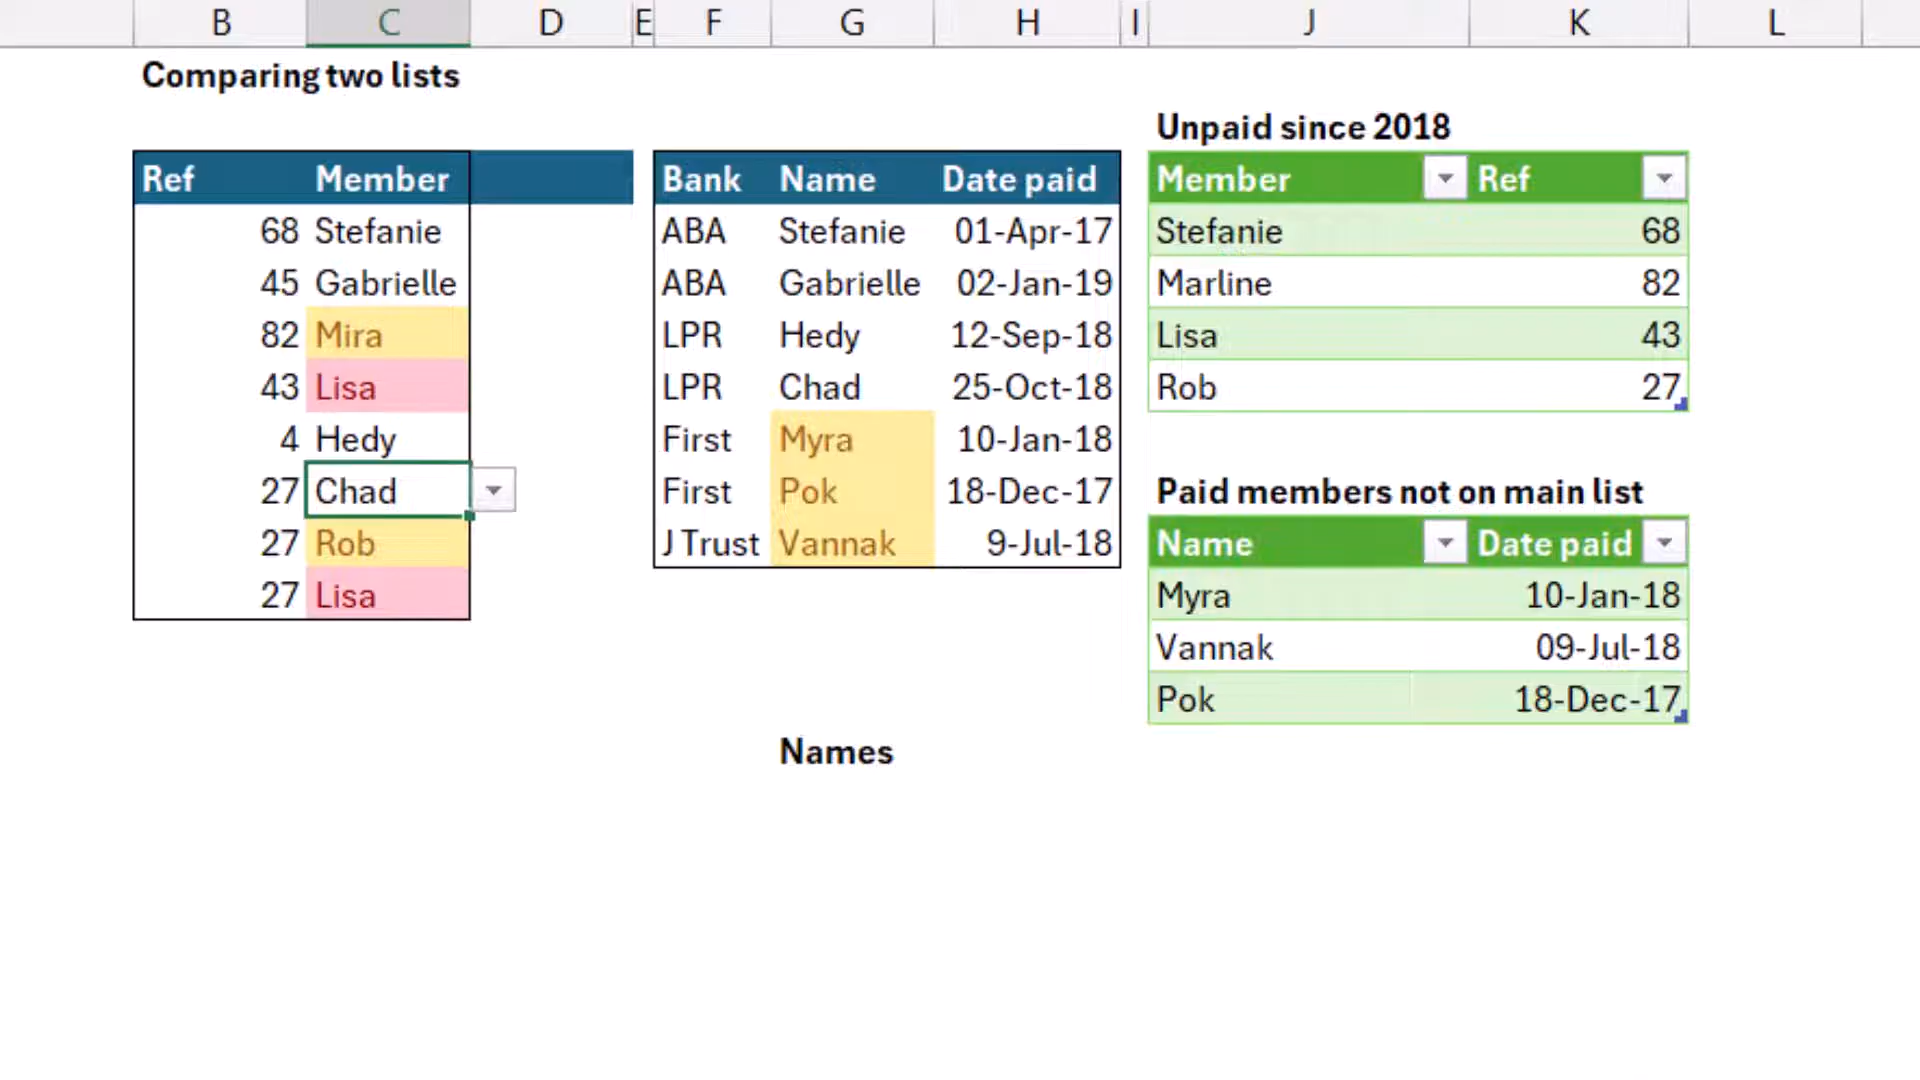 B C D E F G H I J K L
Comparing two lists
Unpaid since 2018
Ref Member Bank Name Date paid Member Ref
68 Stefanie ABA Stefanie 01-Apr-17 Stefanie 68
45 Gabrielle ABA Gabrielle 02-Jan-19 Marline 82
82 Mira LPR Hedy 12-Sep-18 Lisa 43
43 Lisa LPR Chad 25-Oct-18 Rob 27
4 Hedy First Myra 10-Jan-18
27 Chad First Pok 18-Dec-17 Paid members not on main list
27 Rob J Trust Vannak 9-Jul-18 Name Date paid
27 Lisa Myra 10-Jan-18
Vannak 09-Jul-18
Pok 18-Dec-17
Names